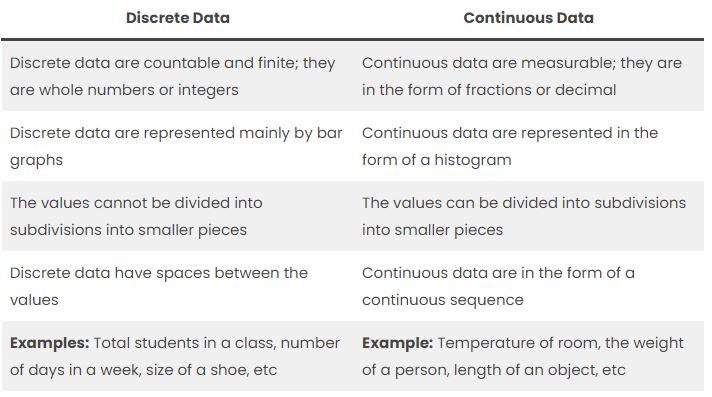 Discrete Data
Continuous Data
Discrete data are countable and finite; they
are whole numbers or integers
Continuous data are measurable; they are
in the form of fractions or decimal
Discrete data are represented mainly by bar
graphs
Continuous data are represented in the
form of a histogram
The values cannot be divided into
subdivisions into smaller pieces
The values can be divided into subdivisions
into smaller pieces
Discrete data have spaces between the
values
Continuous data are in the form of a
continuous sequence
Examples: Total students in a class, number
of days in a week, size of a shoe, etc
Example: Temperature of room, the weight
of a person, length of an object, etc